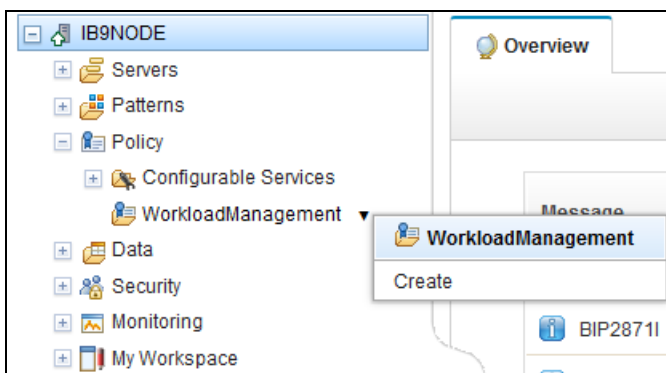 IB9NODE
Servers
Patterns
Policy
Configurable Services
WorkloadManagement
Data
Security
Monitoring
My Workspace
Overview
Message
WorkloadManagement
Create
BIP2871I